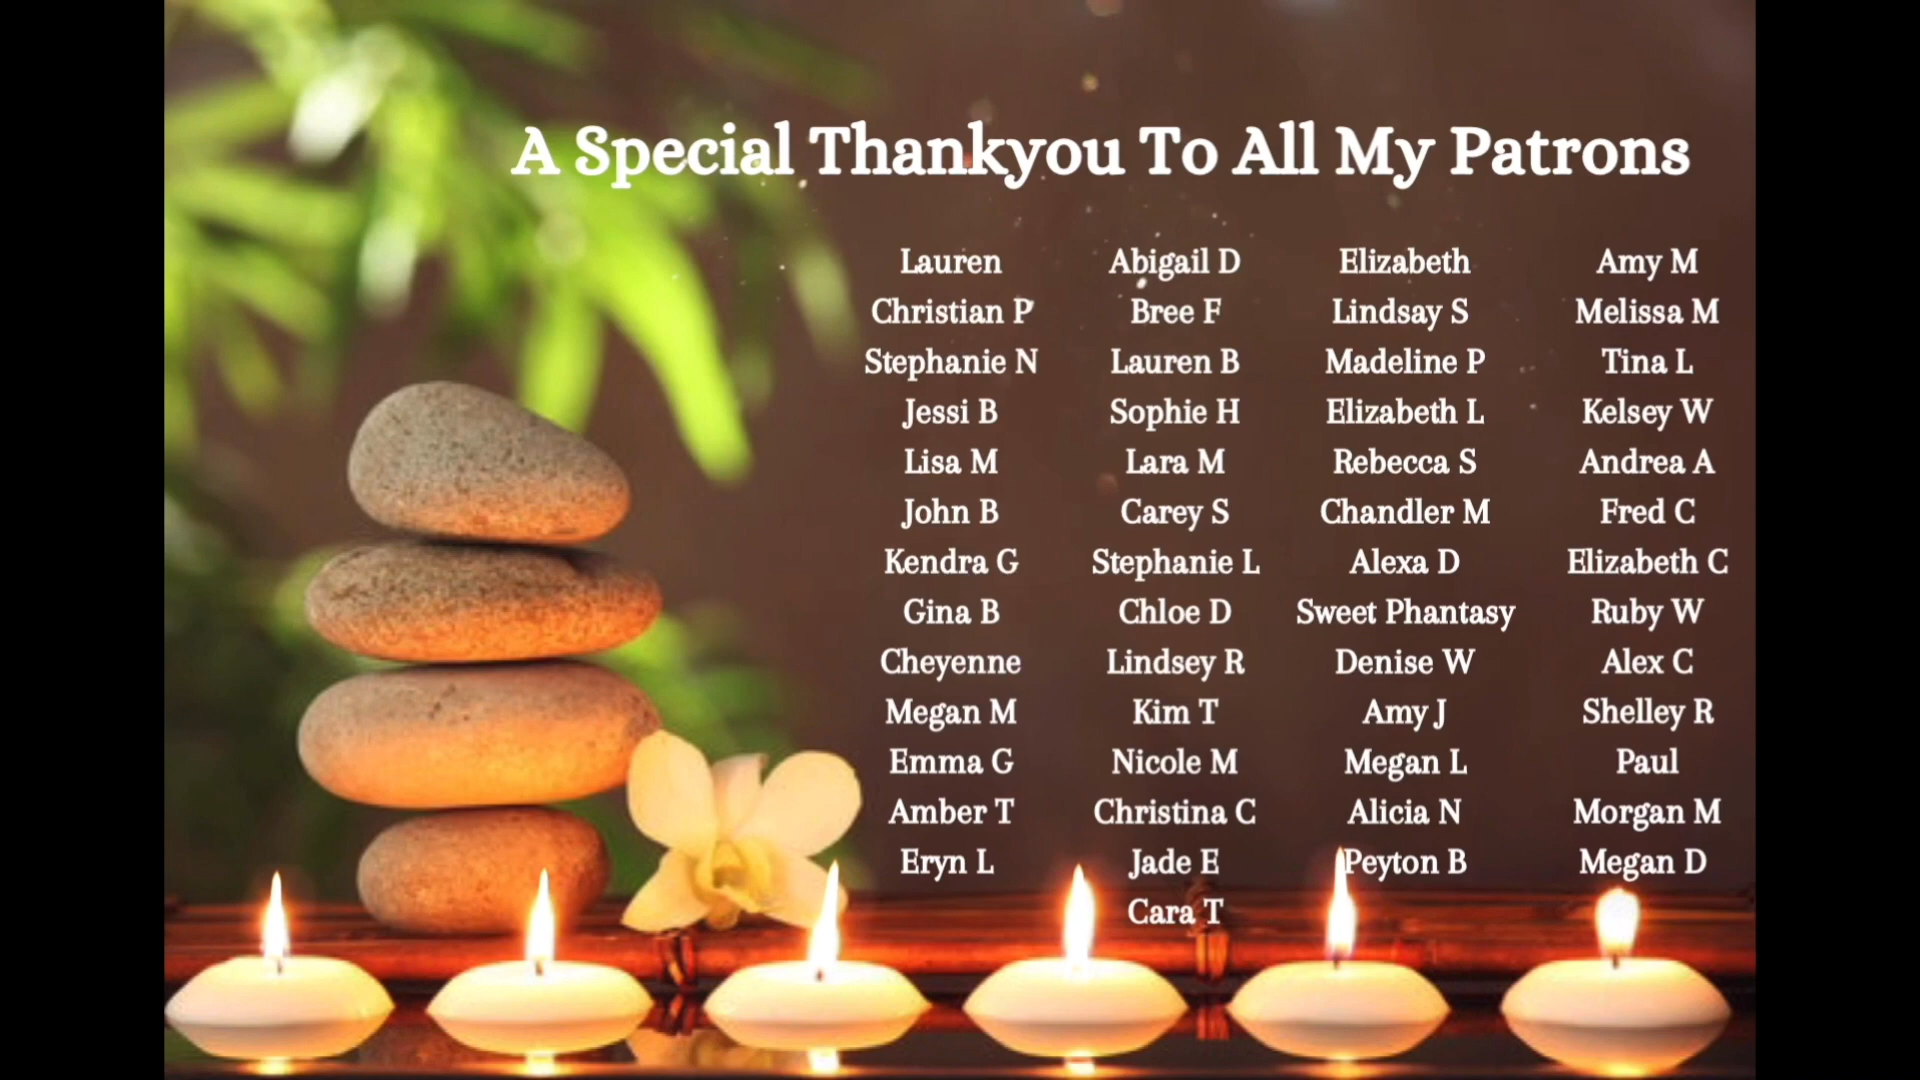 A Special Thankyou To All My Patrons
Lauren
Christian P
Stephanie N
Jessi B
Lisa M
John B
Kendra G
Gina B
Cheyenne
Megan M
Emma G
Amber T
Eryn L
Abigail D
Bree F
Lauren B
Sophie H
Lara M
Carey S
Stephanie L
Chloe D
Lindsey R
Kim T
Nicole M
Christina C
Jade E
Cara T
Elizabeth
Lindsay S
Madeline P
Elizabeth L
Rebecca S
Chandler M
Alexa D
Sweet Phantasy
Denise W
Amy J
Megan L
Alicia N
Peyton B
Amy M
Melissa M
Tina L
Kelsey W
Andrea A
Fred C
Elizabeth C
Ruby W
Alex C
Shelley R
Paul
Morgan M
Megan D